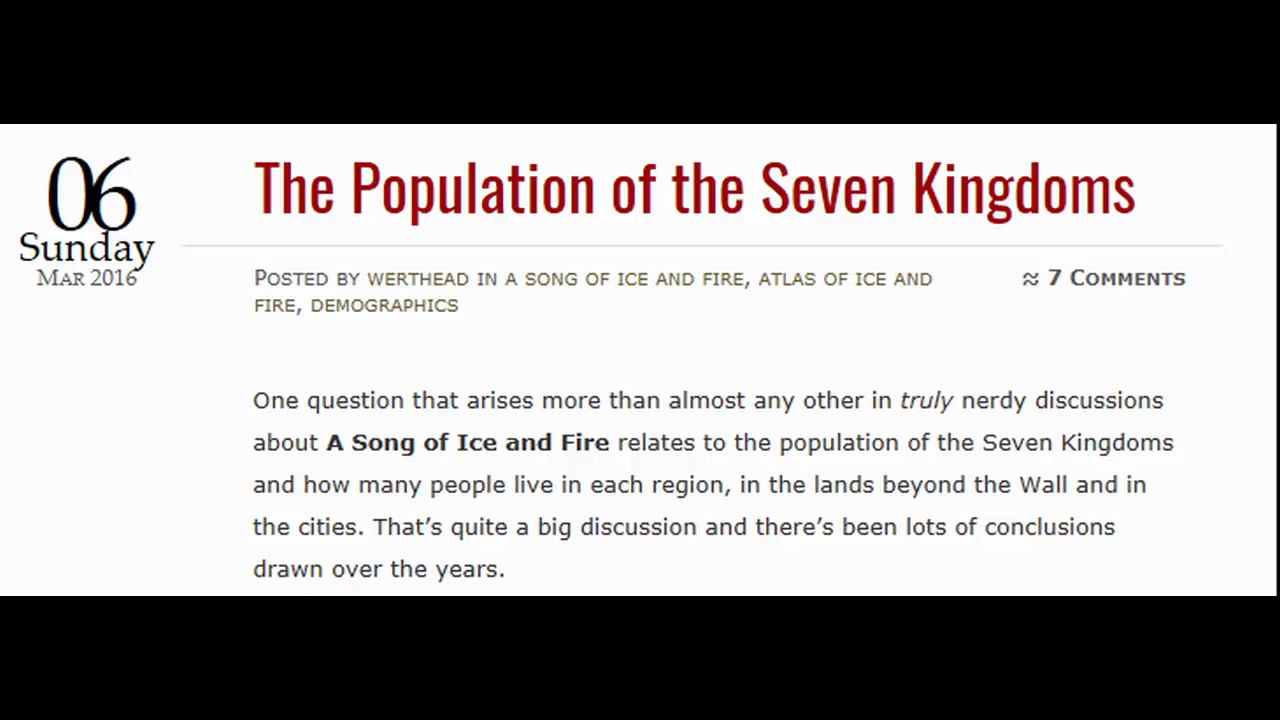 06
Sunday
MAR 2016
The Population of the Seven Kingdoms
POSTED BY WERTHEAD IN A SONG OF ICE AND FIRE, ATLAS OF ICE AND
FIRE, DEMOGRAPHICS
≈ 7 COMMENTS
One question that arises more than almost any other in truly nerdy discussions
about A Song of Ice and Fire relates to the population of the Seven Kingdoms
and how many people live in each region, in the lands beyond the Wall and in
the cities. That’s quite a big discussion and there’s been lots of conclusions
drawn over the years.